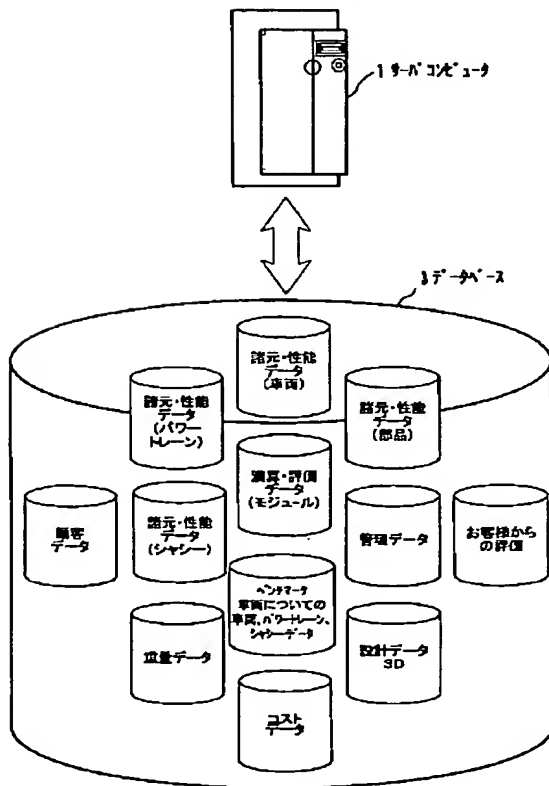 1 サーバコンピュータ
3 データベース
諸元・性能
データ
(車両)
諸元・性能
データ
(パワー
トレーン)
諸元・性能
データ
(部品)
演算・評価
データ
(モジュール)
顧客
データ
諸元・性能
データ
(シャシー)
管理データ
お客様から
の評価
ベンチマーク
車両についての
車両、パワートレーン、
シャシーデータ
重量データ
設計データ
3D
コスト
データ